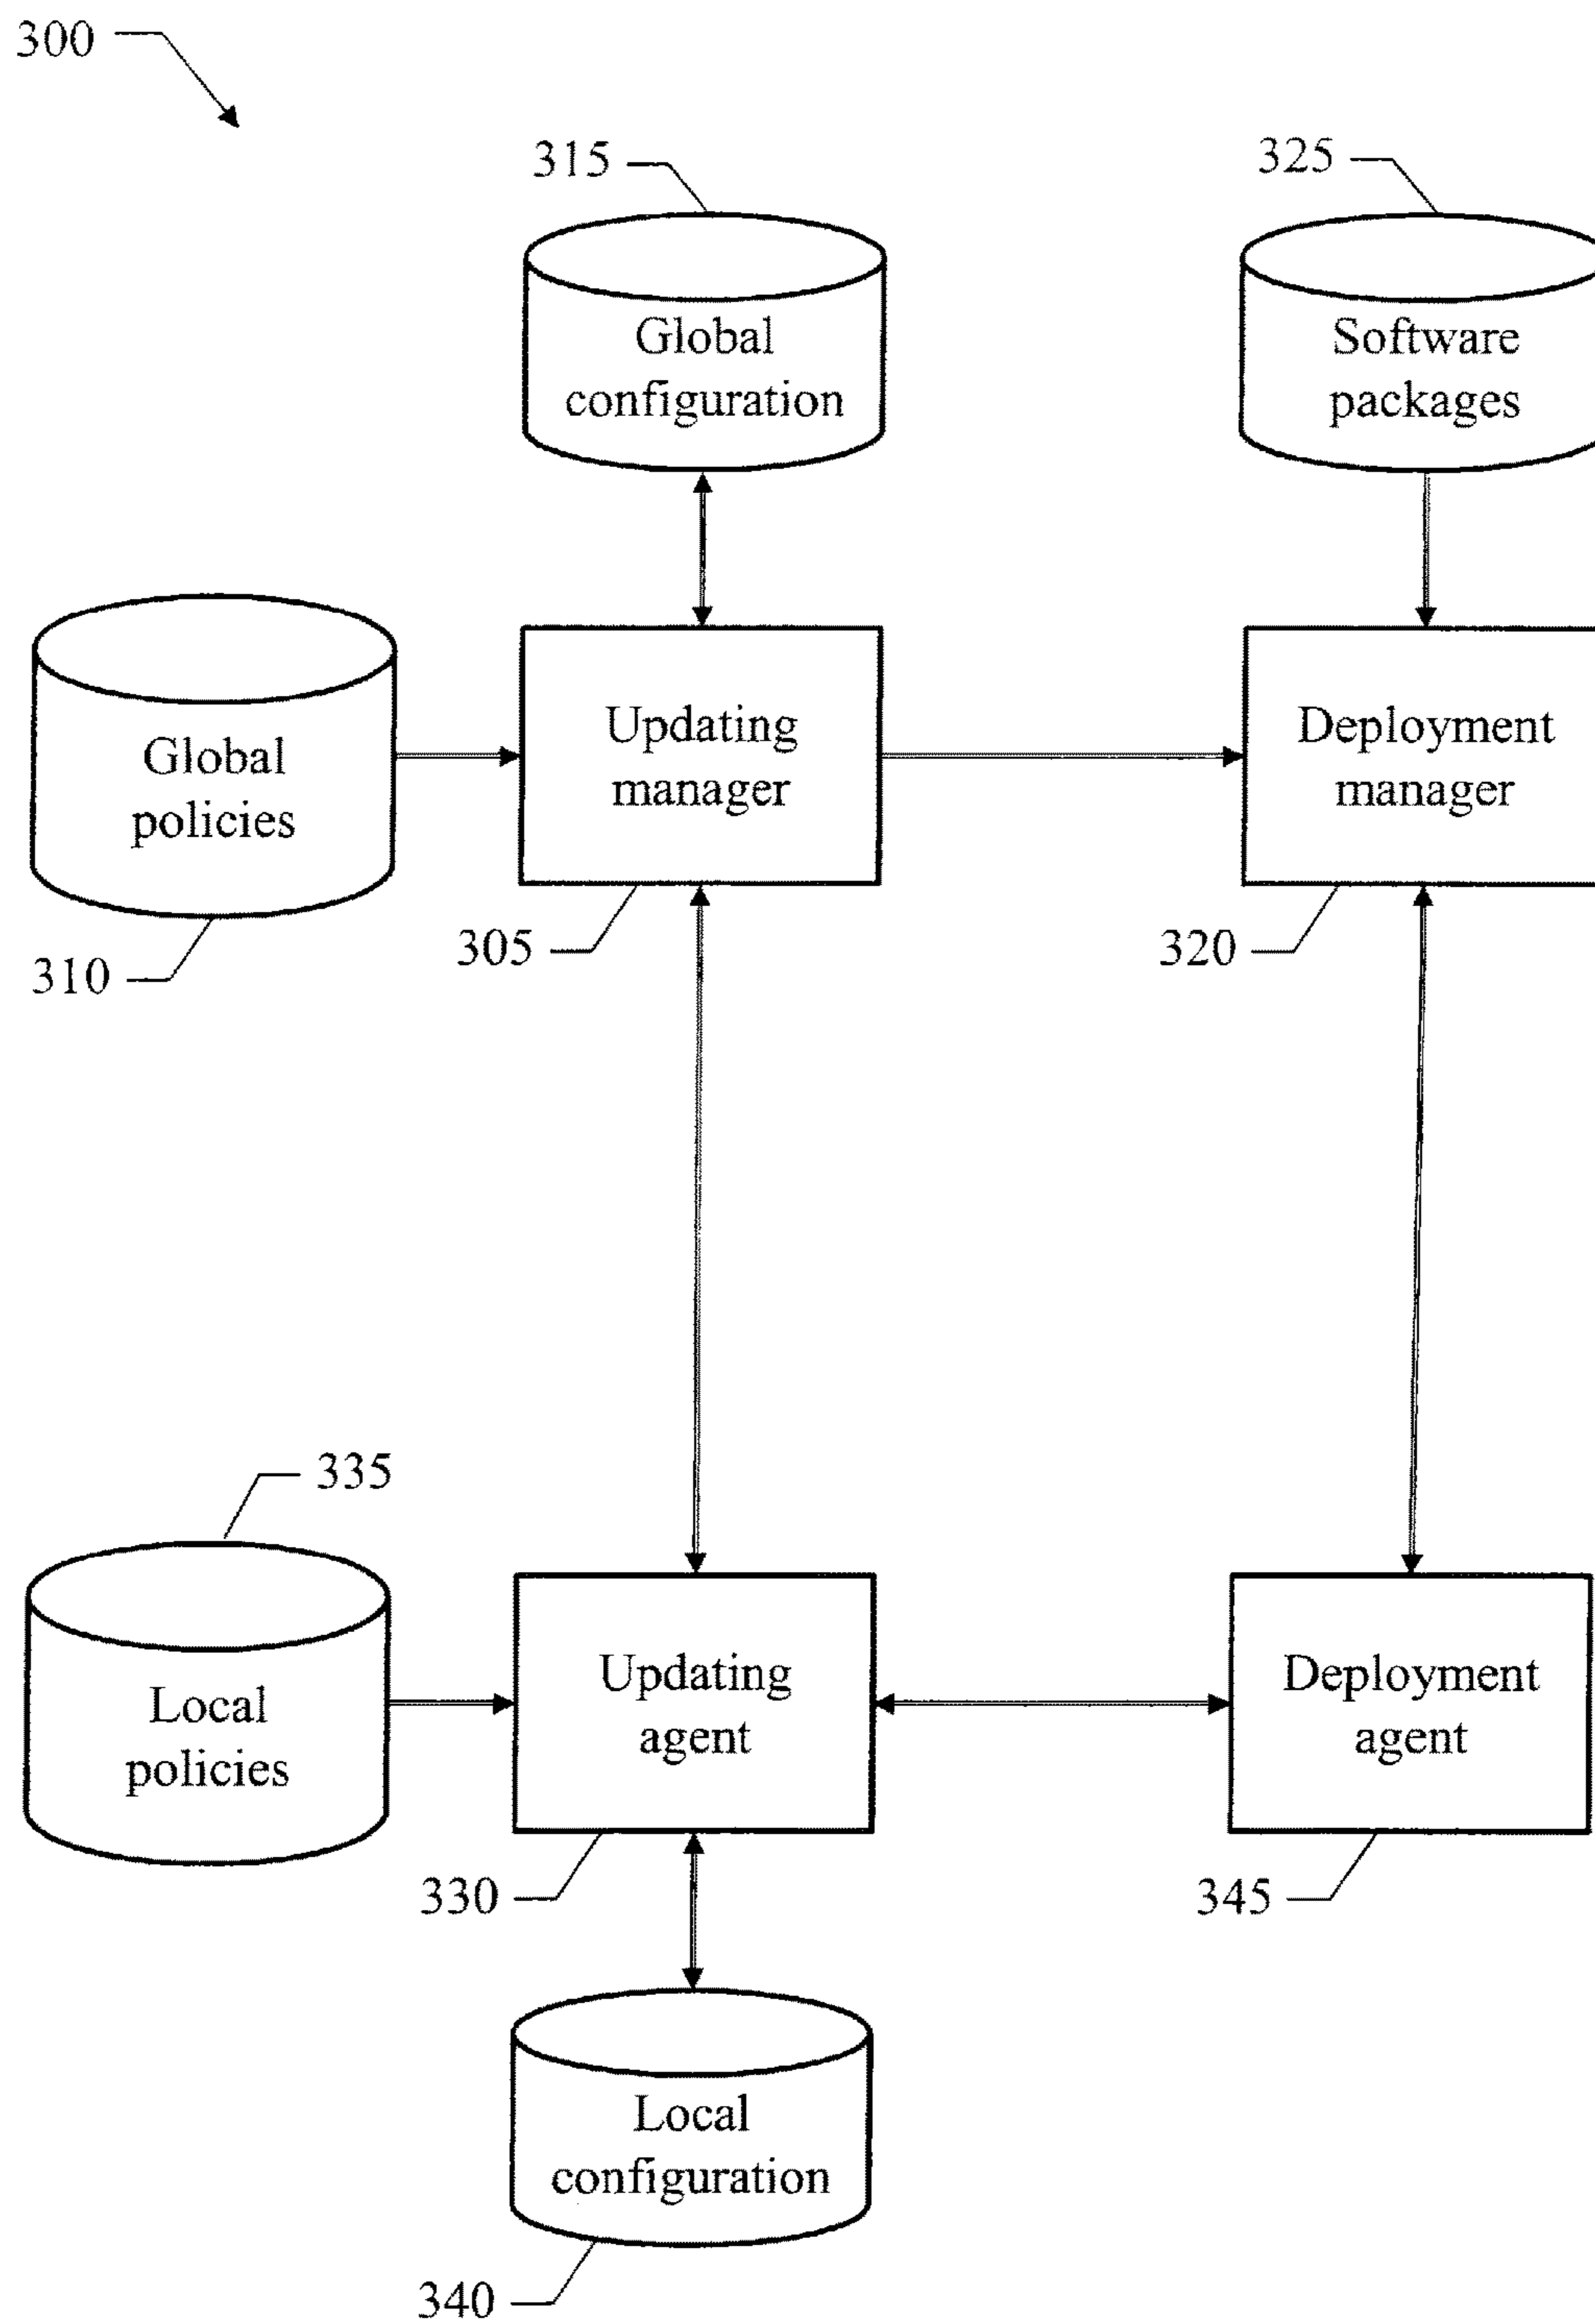 300
315
325
Global
configuration
Software
packages
Global
policies
Updating
manager
Deployment
manager
310
305
320
335
Local
policies
Updating
agent
Deployment
agent
330
345
Local
configuration
340